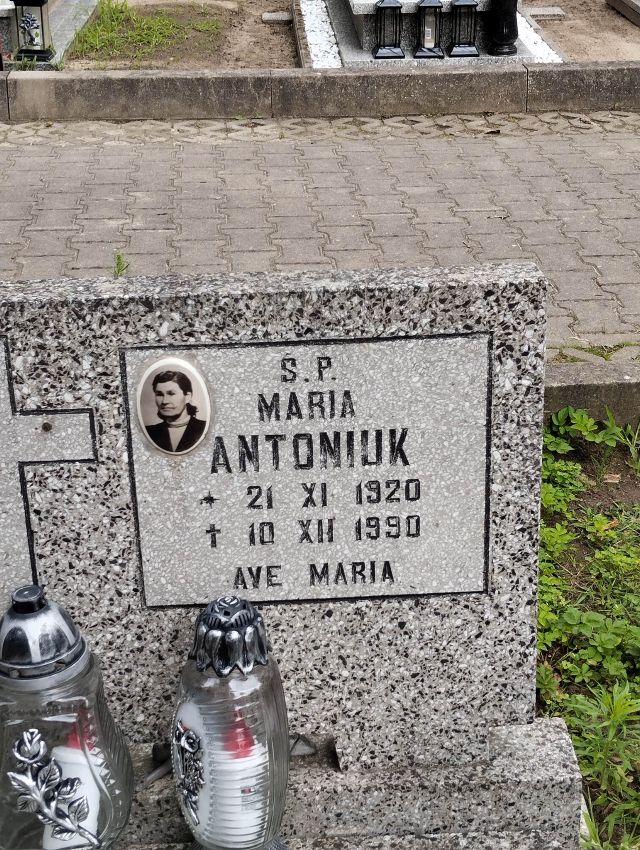 S.P.
MARIA
ANTONIUK
* 21 XI 1920
† 10 XII 1990
AVE MARIA